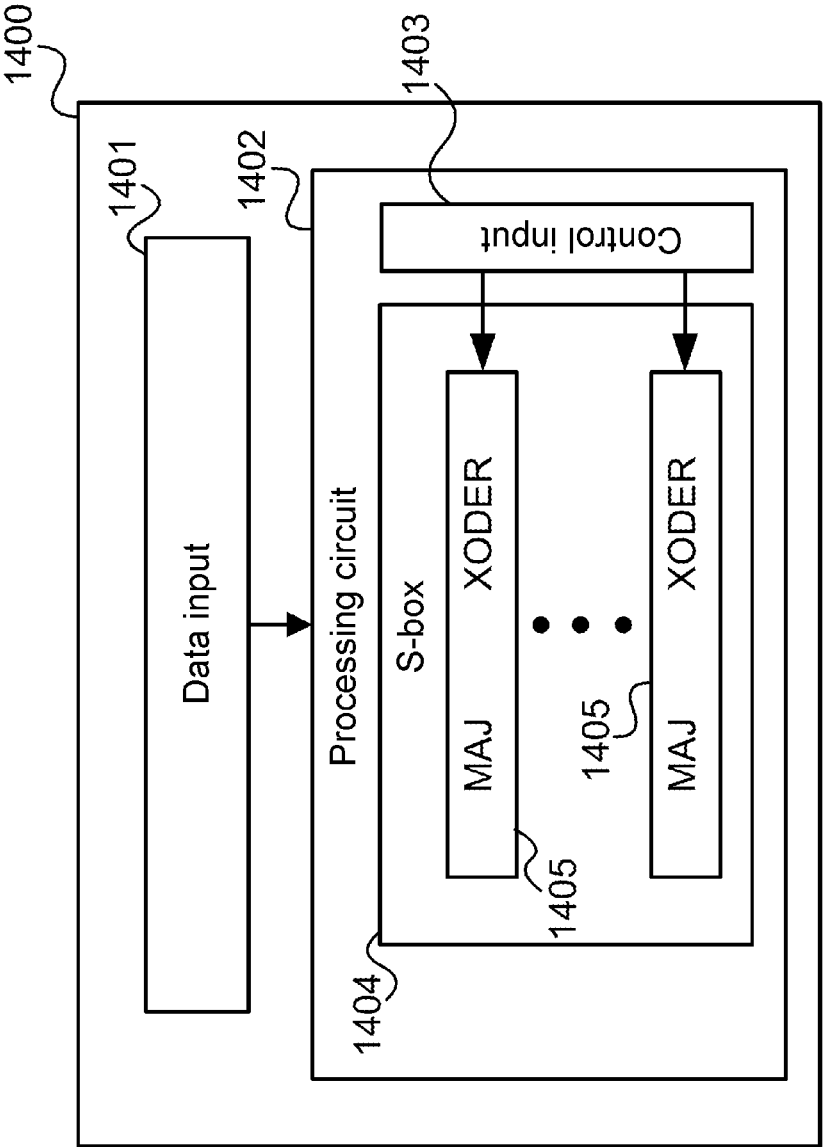 1400
1401
Data input
1402
Processing circuit
1403
Control input
1404
S-box
MAJ XODER
1405
MAJ XODER
1405